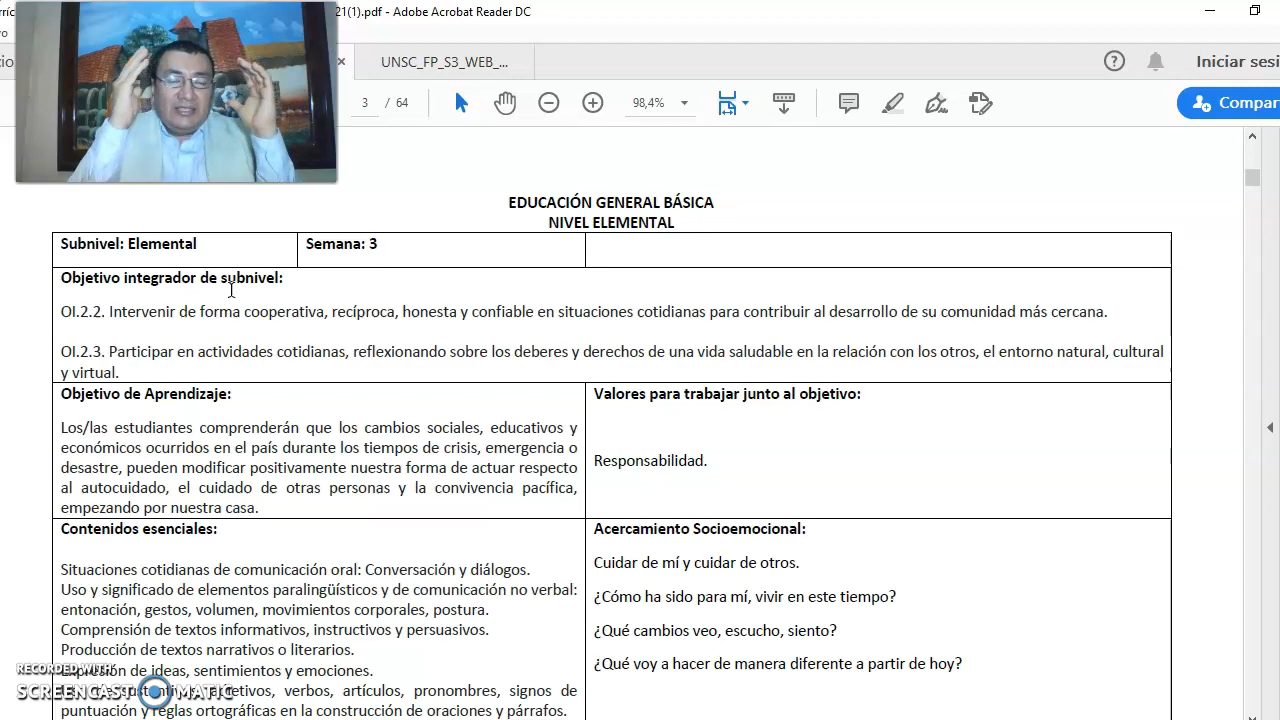 21(1).pdf - Adobe Acrobat Reader DC
UNSC_FP_S3_WEB_...
Iniciar sesi
3 / 64
98,4%
Compar
EDUCACIÓN GENERAL BÁSICA
NIVEL ELEMENTAL
Subnivel: Elemental
Semana: 3
Objetivo integrador de subnivel:
OI.2.2. Intervenir de forma cooperativa, recíproca, honesta y confiable en situaciones cotidianas para contribuir al desarrollo de su comunidad más cercana.
OI.2.3. Participar en actividades cotidianas, reflexionando sobre los deberes y derechos de una vida saludable en la relación con los otros, el entorno natural, cultural
y virtual.
Objetivo de Aprendizaje:
Los/las estudiantes comprenderán que los cambios sociales, educativos y
económicos ocurridos en el país durante los tiempos de crisis, emergencia o
desastre, pueden modificar positivamente nuestra forma de actuar respecto
al autocuidado, el cuidado de otras personas y la convivencia pacífica,
empezando por nuestra casa.
Valores para trabajar junto al objetivo:
Responsabilidad.
Contenidos esenciales:
Situaciones cotidianas de comunicación oral: Conversación y diálogos.
Uso y significado de elementos paralingüísticos y de comunicación no verbal:
entonación, gestos, volumen, movimientos corporales, postura.
Comprensión de textos informativos, instructivos y persuasivos.
Producción de textos narrativos o literarios.
Expresión de ideas, sentimientos y emociones.
adjetivos, verbos, artículos, pronombres, signos de
puntuación y reglas ortográficas en la construcción de oraciones y párrafos.
Acercamiento Socioemocional:
Cuidar de mí y cuidar de otros.
¿Cómo ha sido para mí, vivir en este tiempo?
¿Qué cambios veo, escucho, siento?
¿Qué voy a hacer de manera diferente a partir de hoy?
RECORDED WITH
SCREENCAST MATIC